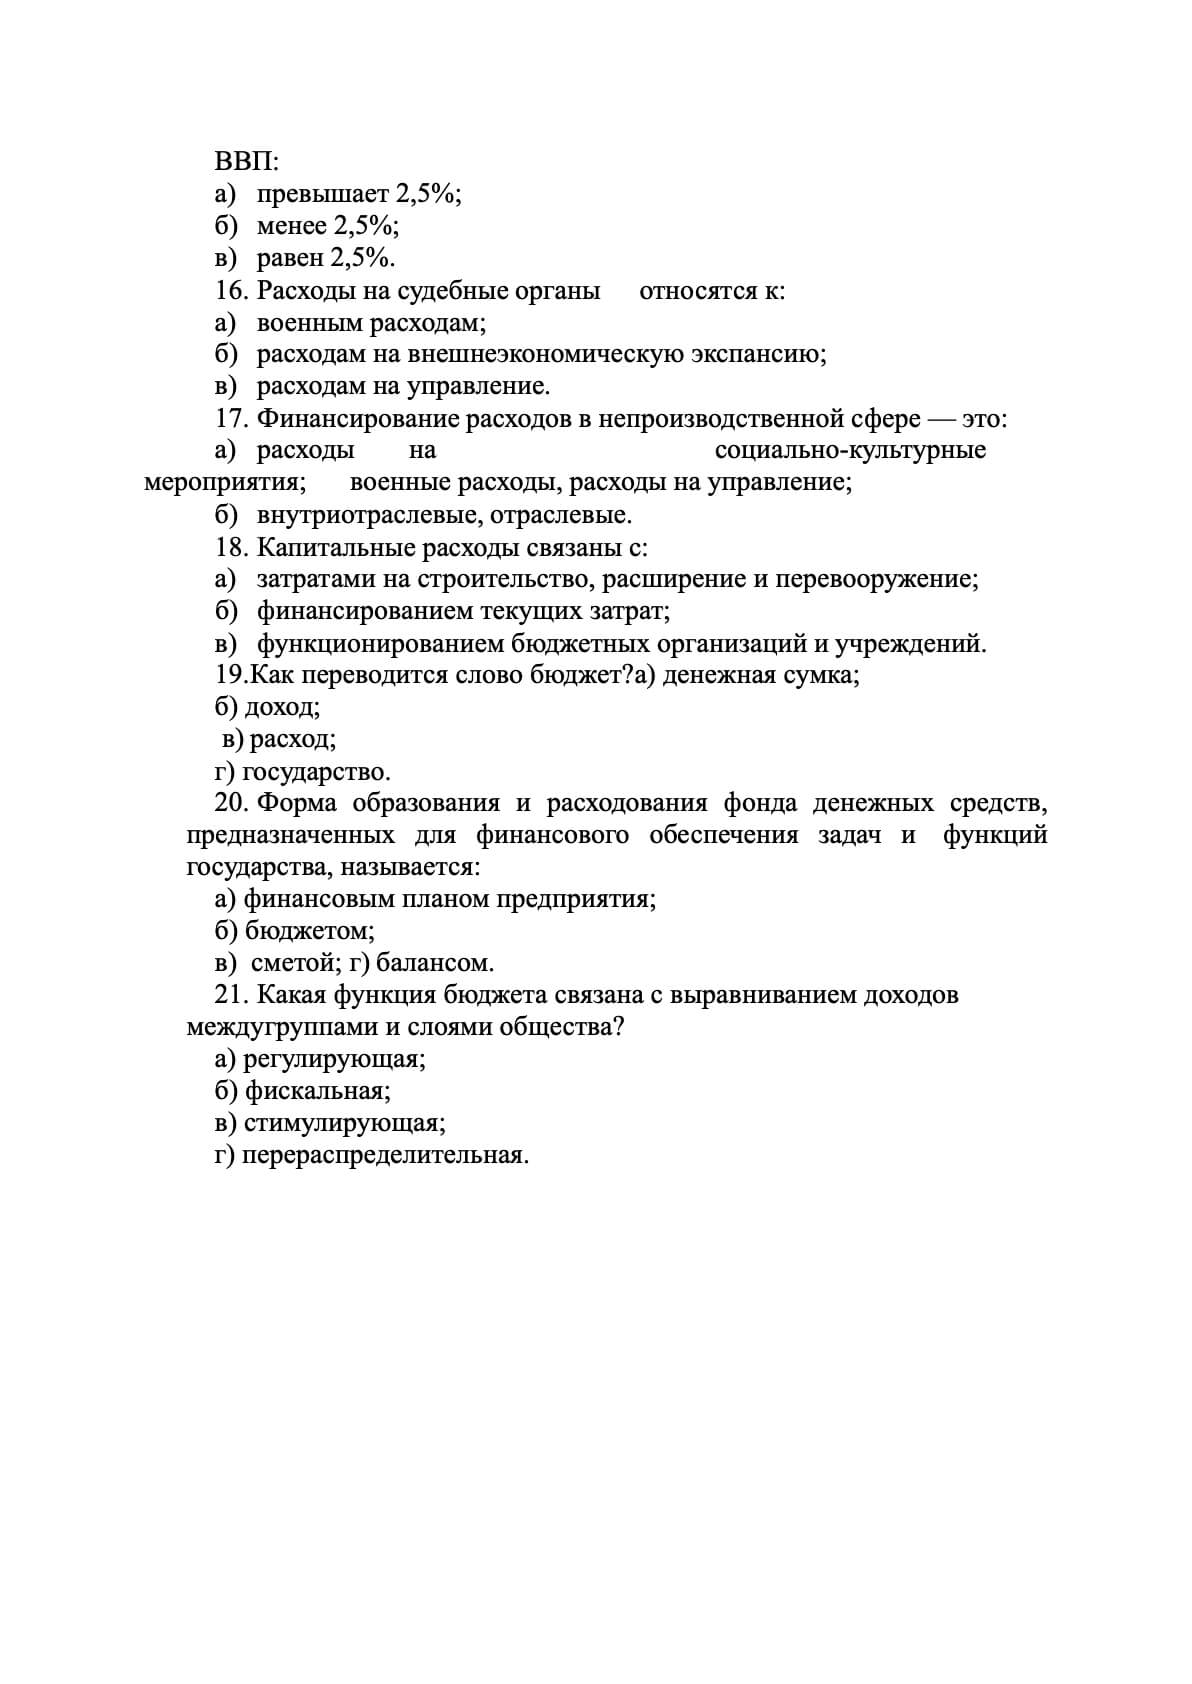 ВВП:
а) превышает 2,5%;
б) менее 2,5%;
в) равен 2,5%.
16. Расходы на судебные органы относятся к:
а) военным расходам;
б) расходам на внешнеэкономическую экспансию;
в) расходам на управление.
17. Финансирование расходов в непроизводственной сфере — это:
а) расходы на социально-культурные
мероприятия; военные расходы, расходы на управление;
б) внутриотраслевые, отраслевые.
18. Капитальные расходы связаны с:
а) затратами на строительство, расширение и перевооружение;
б) финансированием текущих затрат;
в) функционированием бюджетных организаций и учреждений.
19.Как переводится слово бюджет?а) денежная сумка;
б) доход;
в) расход;
г) государство.
20. Форма образования и расходования фонда денежных средств,
предназначенных для финансового обеспечения задач и функций
государства, называется:
а) финансовым планом предприятия;
б) бюджетом;
в) сметой; г) балансом.
21. Какая функция бюджета связана с выравниванием доходов
междугруппами и слоями общества?
а) регулирующая;
б) фискальная;
в) стимулирующая;
г) перераспределительная.